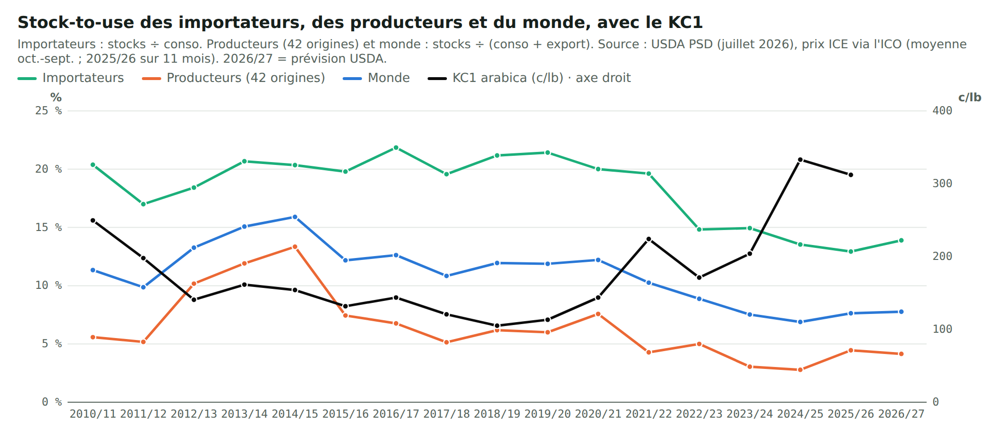 Stock-to-use des importateurs, des producteurs et du monde, avec le KC1
Importateurs : stocks ÷ conso. Producteurs (42 origines) et monde : stocks ÷ (conso + export). Source : USDA PSD (juillet 2026), prix ICE via l'ICO (moyenne
oct.-sept. ; 2025/26 sur 11 mois). 2026/27 = prévision USDA.
Importateurs Producteurs (42 origines) Monde KC1 arabica (c/lb) · axe droit
% c/lb
25 % 400
20 %
300
15 %
200
10 %
100
5 %
0 % 0
2010/11 2011/12 2012/13 2013/14 2014/15 2015/16 2016/17 2017/18 2018/19 2019/20 2020/21 2021/22 2022/23 2023/24 2024/25 2025/26 2026/27